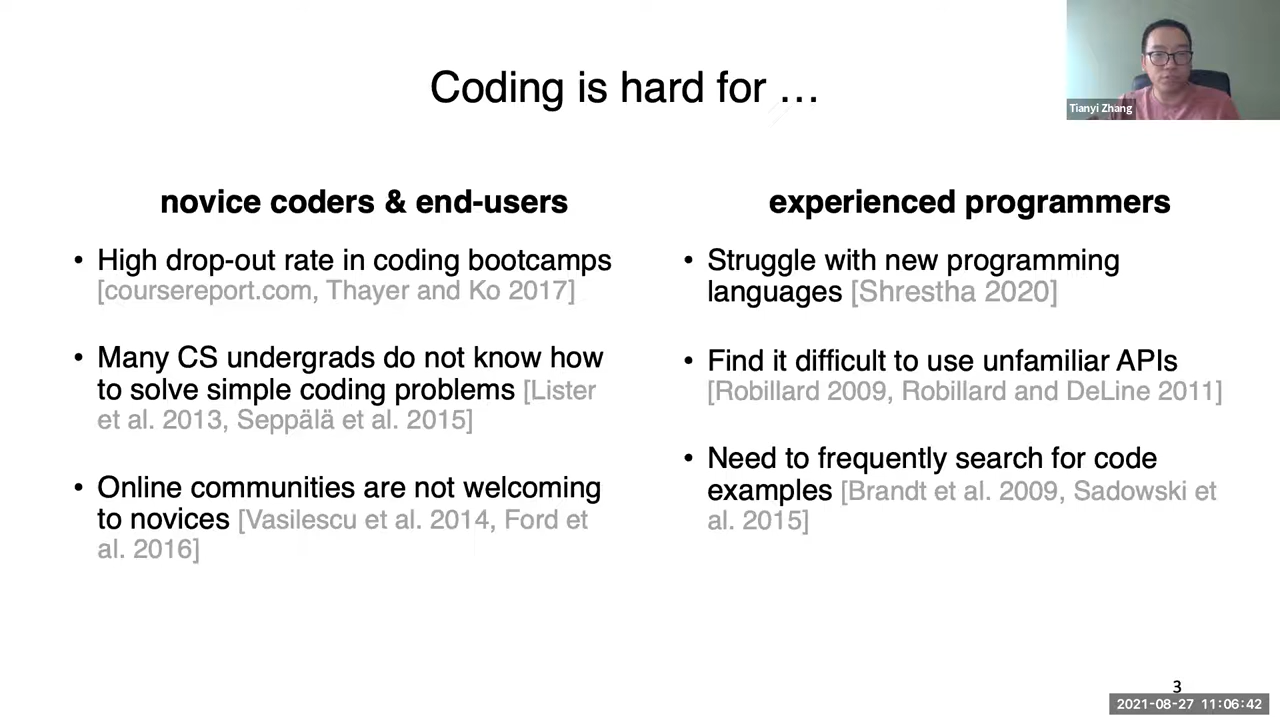 Coding is hard for ...
Tianyi Zhang
novice coders & end-users
• High drop-out rate in coding bootcamps
[coursereport.com, Thayer and Ko 2017]
• Many CS undergrads do not know how
to solve simple coding problems [Lister
et al. 2013, Seppälä et al. 2015]
• Online communities are not welcoming
to novices [Vasilescu et al. 2014, Ford et
al. 2016]
experienced programmers
• Struggle with new programming
languages [Shrestha 2020]
• Find it difficult to use unfamiliar APIs
[Robillard 2009, Robillard and DeLine 2011]
• Need to frequently search for code
examples [Brandt et al. 2009, Sadowski et
al. 2015]
3
2021-08-27 11:06:42